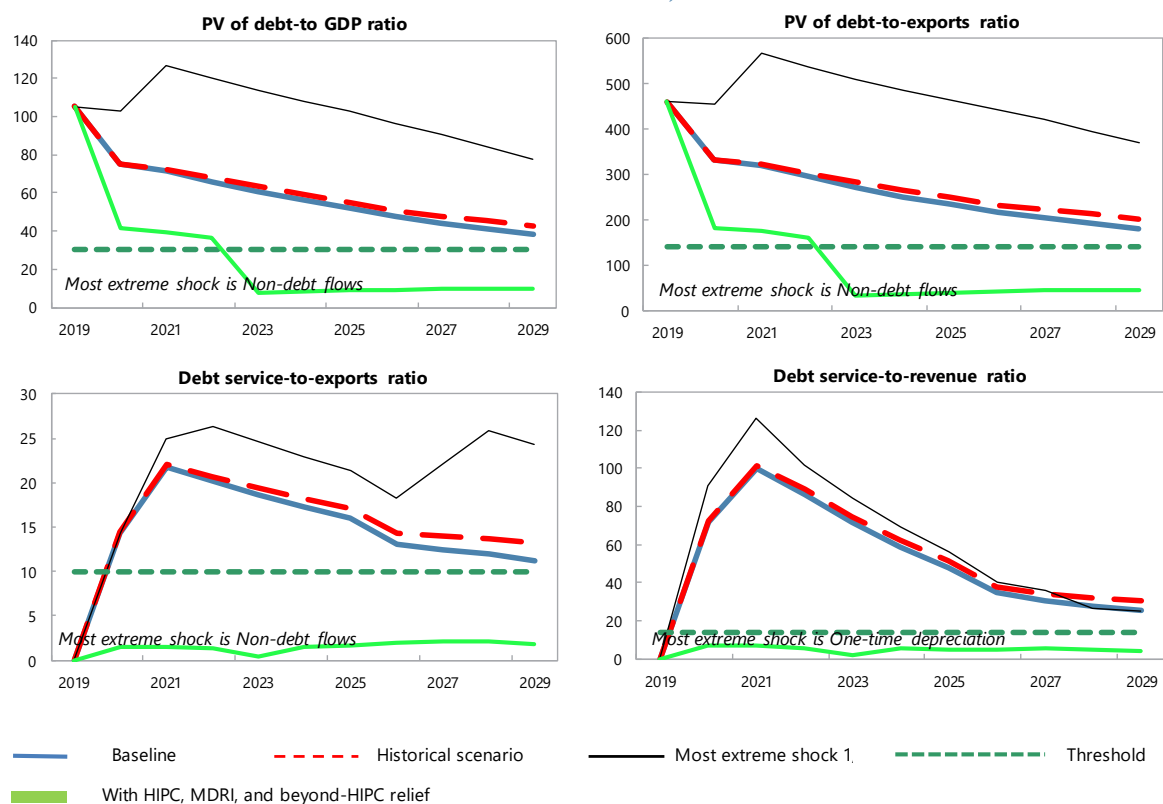 PV of debt-to GDP ratio
140
120
100
80
60
40
20
0
Most extreme shock is Non-debt flows
2019 2021 2023 2025 2027 2029
PV of debt-to-exports ratio
600
500
400
300
200
100
0
Most extreme shock is Non-debt flows
2019 2021 2023 2025 2027 2029
Debt service-to-exports ratio
30
25
20
15
10
5
0
Most extreme shock is Non-debt flows
2019 2021 2023 2025 2027 2029
Debt service-to-revenue ratio
140
120
100
80
60
40
20
0
Most extreme shock is One-time depreciation
2019 2021 2023 2025 2027 2029
Baseline Historical scenario Most extreme shock 1, Threshold
With HIPC, MDRI, and beyond-HIPC relief